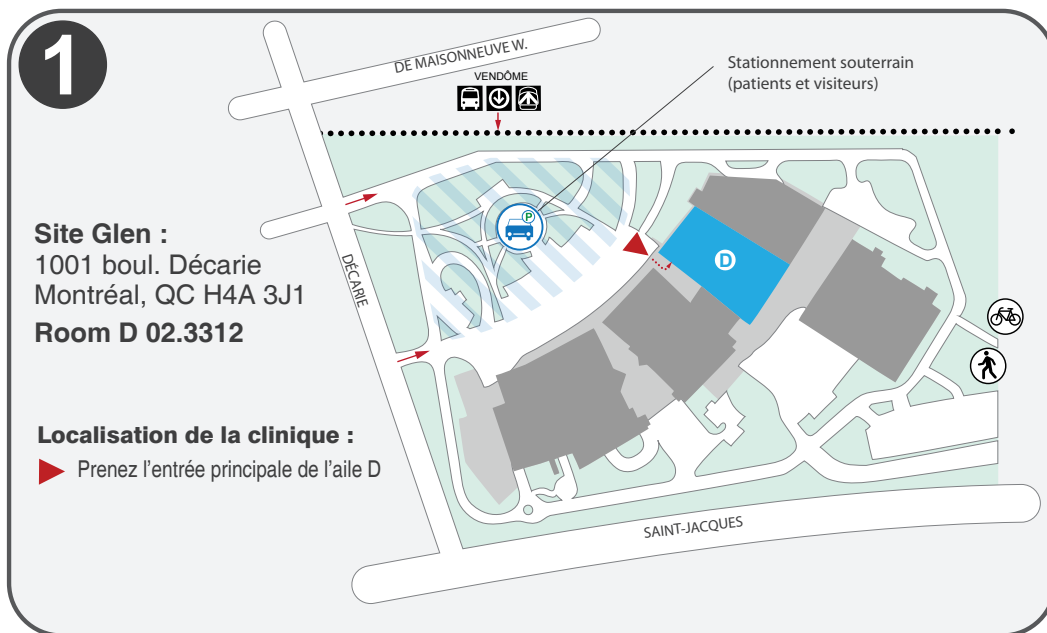 1
DE MAISONNEUVE W.
VENDÔME
Stationnement souterrain
(patients et visiteurs)
P
Site Glen :
1001 boul. Décarie
Montréal, QC H4A 3J1
Room D 02.3312
DÉCARIE
D
Localisation de la clinique :
Prenez l'entrée principale de l'aile D
SAINT-JACQUES